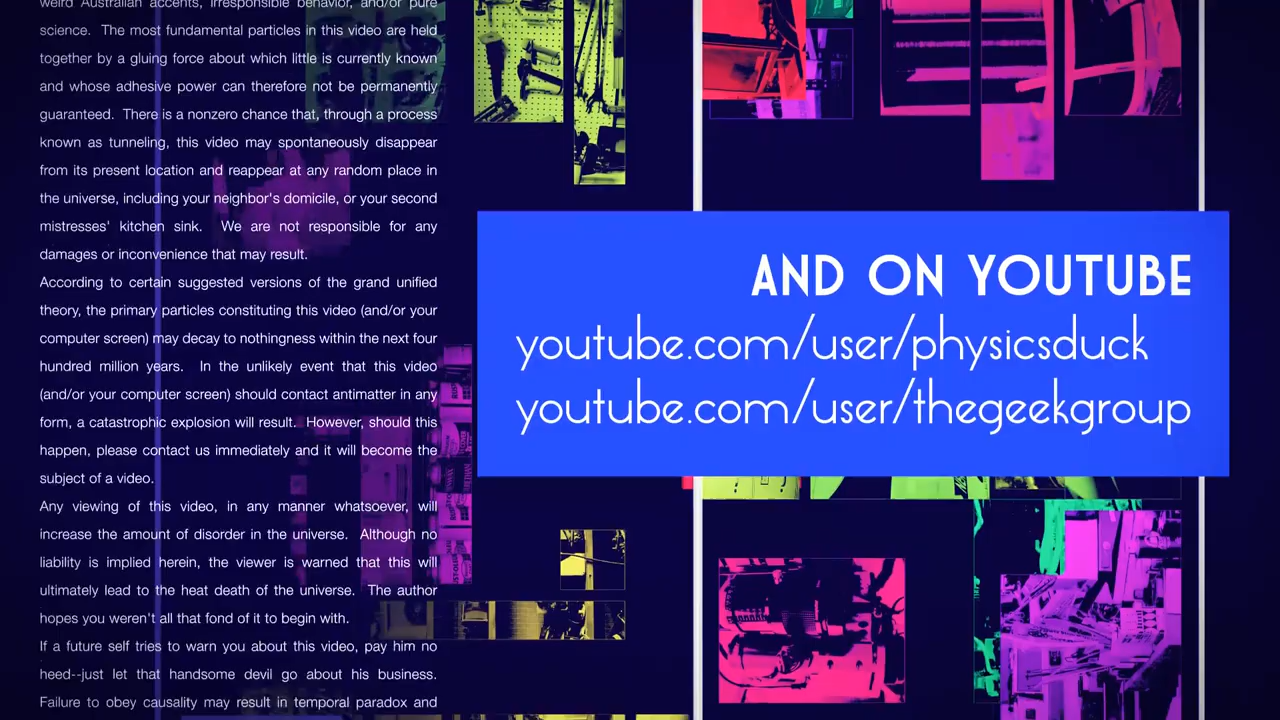 weird Australian accents, irresponsible behavior, and/or pure
science. The most fundamental particles in this video are held
together by a gluing force about which little is currently known
and whose adhesive power can therefore not be permanently
guaranteed. There is a nonzero chance that, through a process
known as tunneling, this video may spontaneously disappear
from its present location and reappear at any random place in
the universe, including your neighbor's domicile, or your second
mistresses' kitchen sink. We are not responsible for any
damages or inconvenience that may result.
According to certain suggested versions of the grand unified
theory, the primary particles constituting this video (and/or your
computer screen) may decay to nothingness within the next four
hundred million years. In the unlikely event that this video
(and/or your computer screen) should contact antimatter in any
form, a catastrophic explosion will result. However, should this
happen, please contact us immediately and it will become the
subject of a video.
Any viewing of this video, in any manner whatsoever, will
increase the amount of disorder in the universe. Although no
liability is implied herein, the viewer is warned that this will
ultimately lead to the heat death of the universe. The author
hopes you weren't all that fond of it to begin with.
If a future self tries to warn you about this video, pay him no
heed--just let that handsome devil go about his business.
Failure to obey causality may result in temporal paradox and
AND ON YOUTUBE
youtube.com/user/physicsduck
youtube.com/user/thegeekgroup